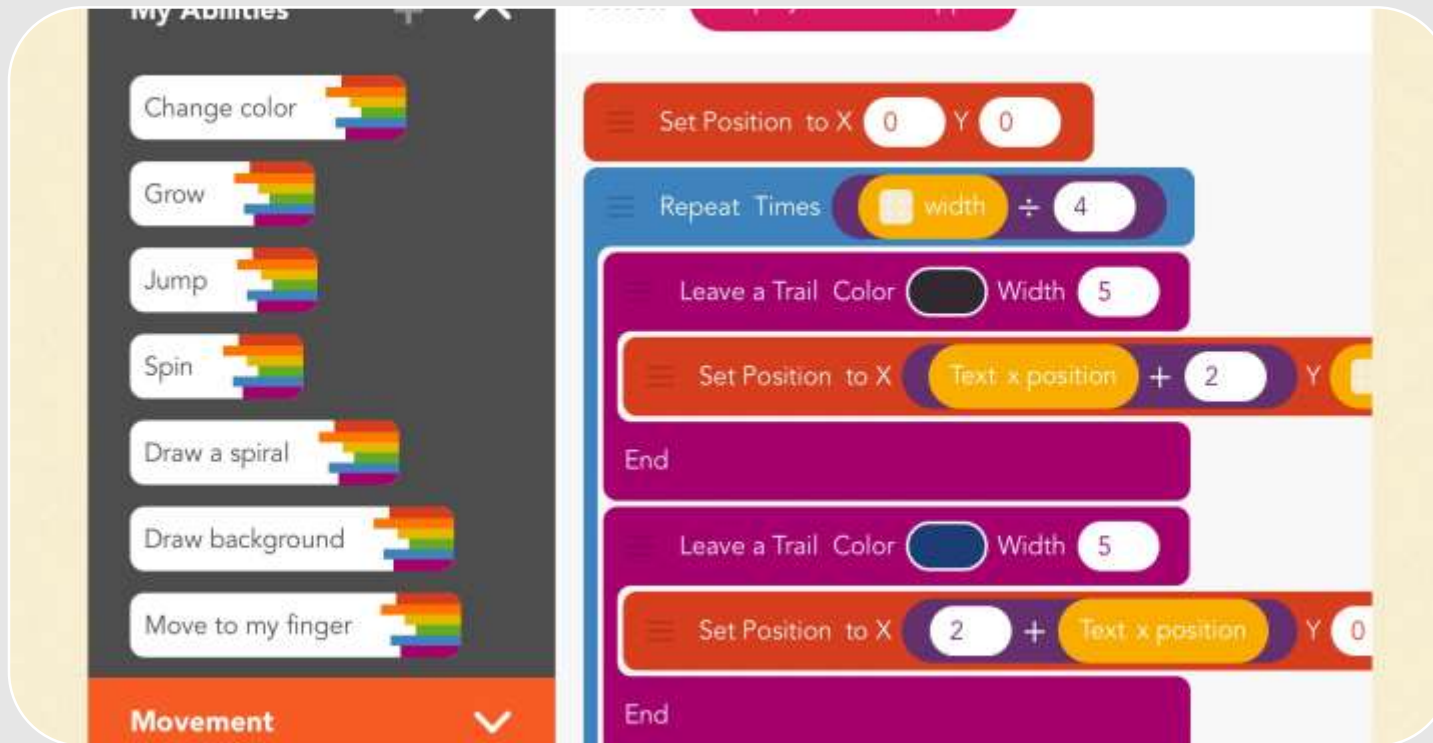 My Abilities
Change color
Grow
Jump
Spin
Draw a spiral
Draw background
Move to my finger
Movement
Set Position to X 0 Y 0
Repeat Times width ÷ 4
Leave a Trail Color Width 5
Set Position to X Text x position + 2 Y
End
Leave a Trail Color Width 5
Set Position to X 2 + Text x position Y 0
End